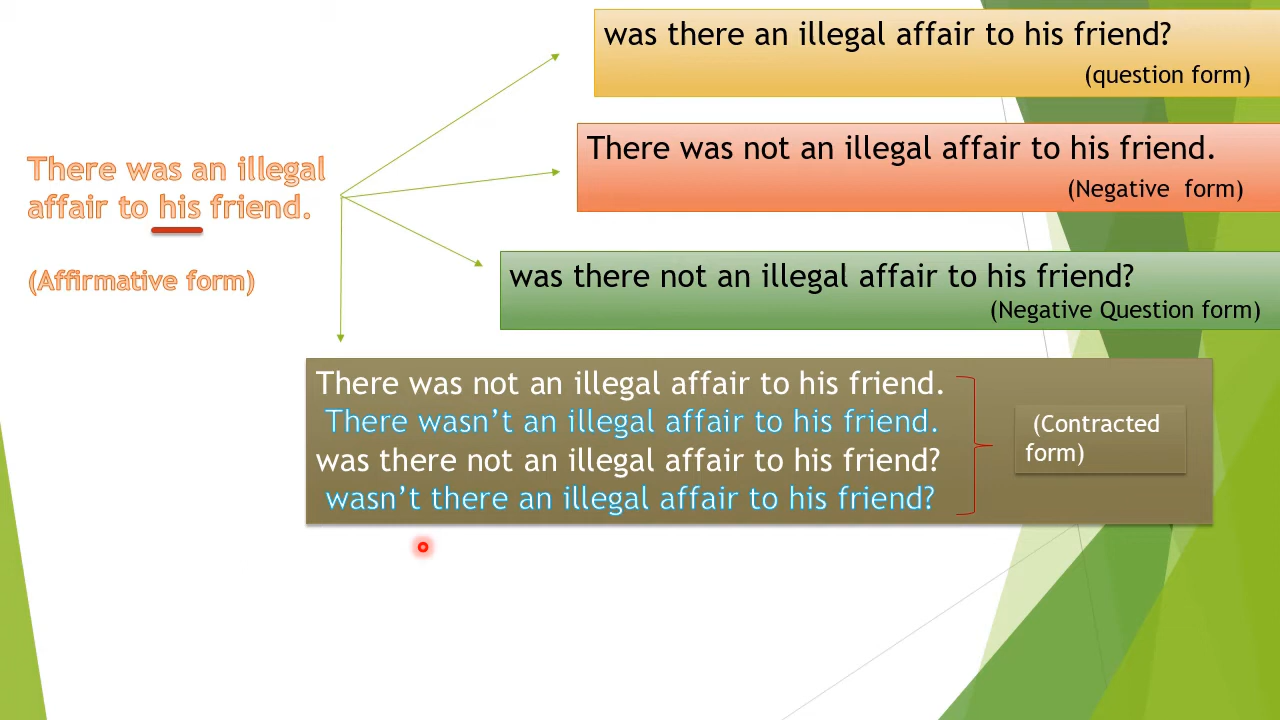 There was an illegal
affair to his friend.
(Affirmative form)
was there an illegal affair to his friend?
(question form)
There was not an illegal affair to his friend.
(Negative form)
was there not an illegal affair to his friend?
(Negative Question form)
There was not an illegal affair to his friend.
There wasn’t an illegal affair to his friend.
was there not an illegal affair to his friend?
wasn’t there an illegal affair to his friend?
(Contracted
form)